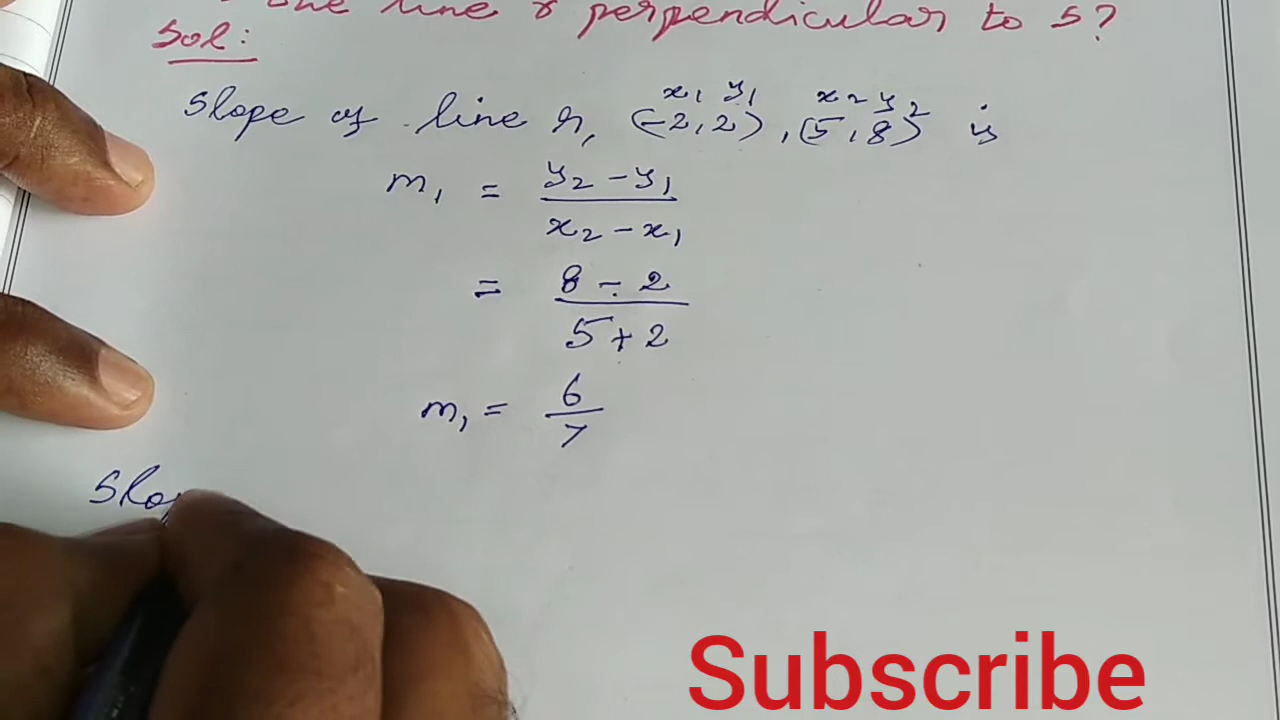 the line r perpendicular to s?
Sol:
x₁ y₁ x₂ y₂
Slope of line r, (-2,2), (5,8) is
m₁ = y₂ - y₁ / x₂ - x₁
= 8 - 2 / 5 + 2
m₁ = 6 / 7
Slop
Subscribe